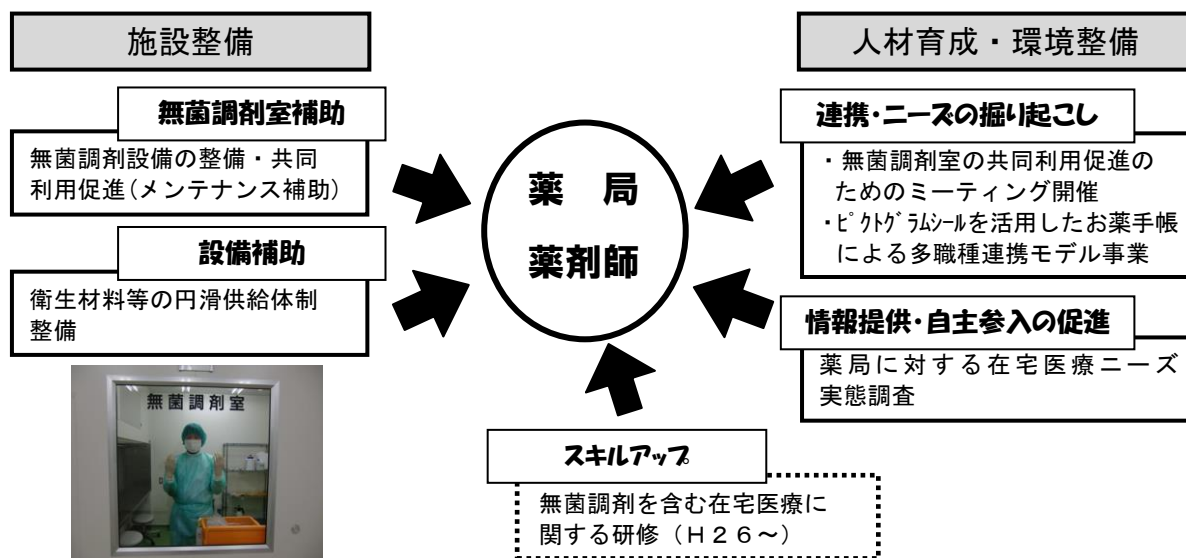 施設整備
無菌調剤室補助
無菌調剤設備の整備・共同
利用促進(メンテナンス補助)
設備補助
衛生材料等の円滑供給体制
整備
無菌調剤室
薬 局
薬剤師
人材育成・環境整備
連携・ニーズの掘り起こし
・無菌調剤室の共同利用促進の
ためのミーティング開催
・ピクトグラムシールを活用したお薬手帳
による多職種連携モデル事業
情報提供・自主参入の促進
薬局に対する在宅医療ニーズ
実態調査
スキルアップ
無菌調剤を含む在宅医療に
関する研修（H26～）